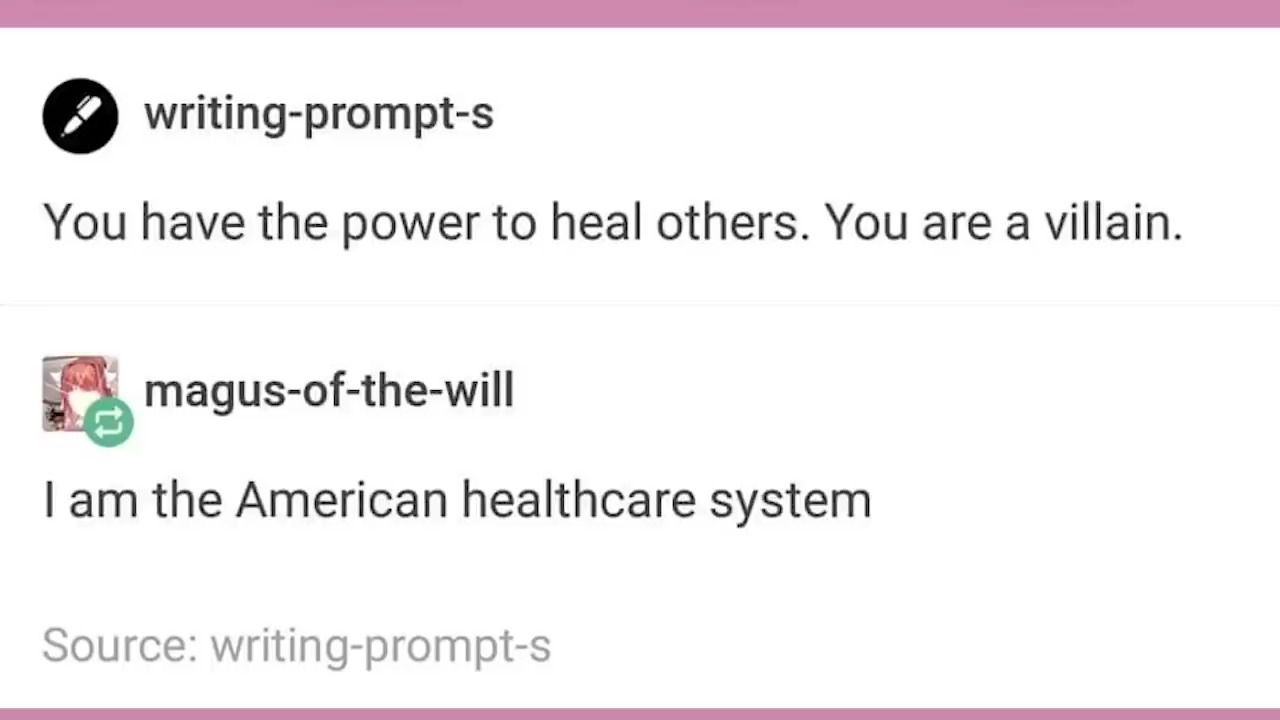 writing-prompt-s
You have the power to heal others. You are a villain.
magus-of-the-will
I am the American healthcare system
Source: writing-prompt-s